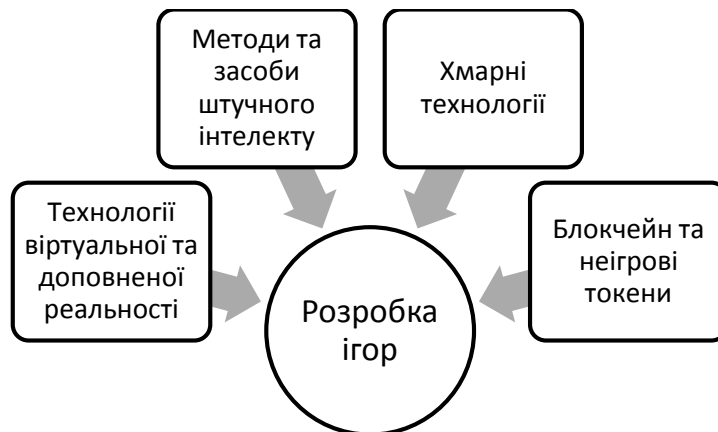 Методи та
засоби
штучного
інтелекту
Хмарні
технології
Технології
віртуальної та
доповненої
реальності
Блокчейн та
неігрові
токени
Розробка
ігор